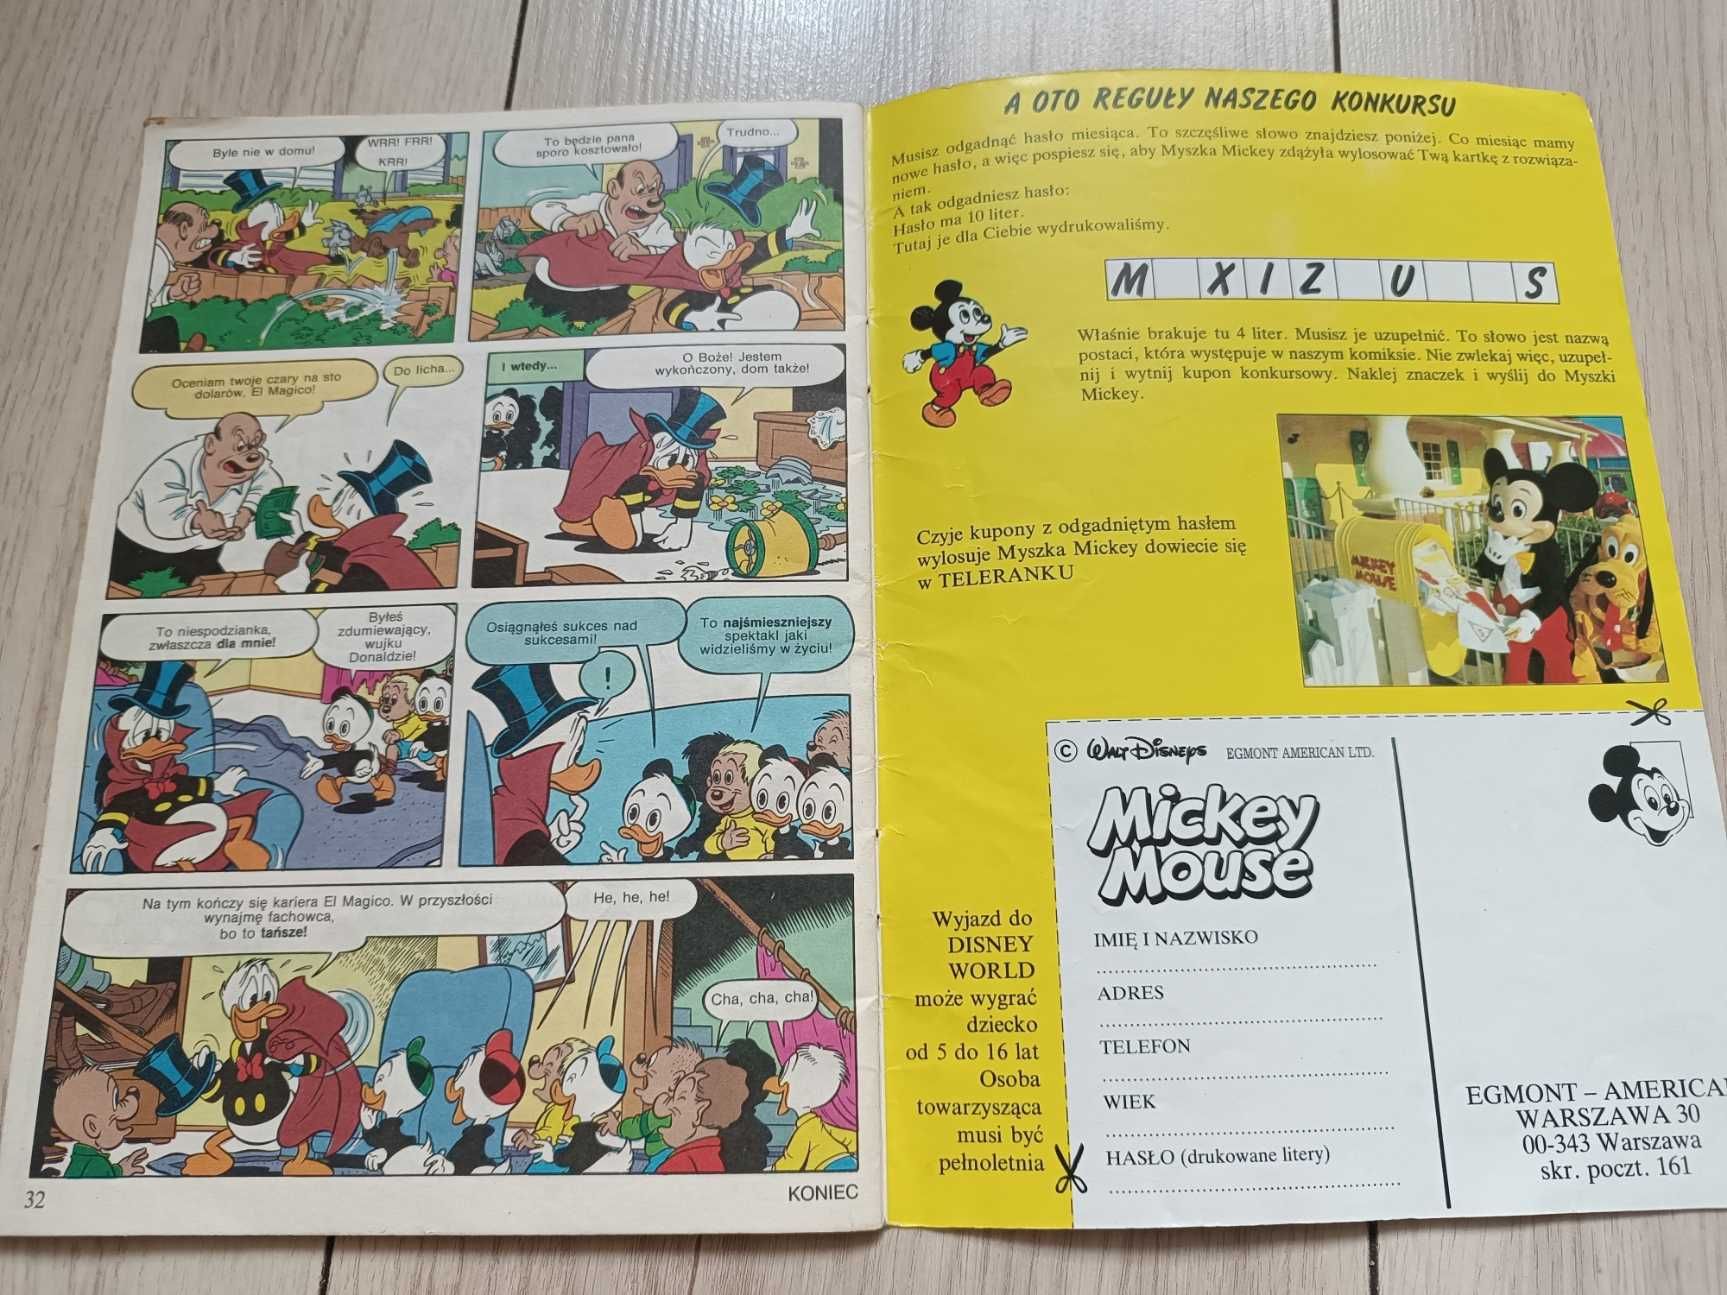 Byle nie w domu!
WRR! FRR!
KRR!
To będzie pana
sporo kosztowało!
Trudno...
Oceniam twoje czary na sto
dolarów, El Magico!
Do licha...
I wtedy...
O Boże! Jestem
wykończony, dom także!
To niespodzianka,
zwłaszcza dla mnie!
Byłeś
zdumiewający,
wujku
Donaldzie!
Osiągnąłeś sukces nad
sukcesami!
!
To najśmieszniejszy
spektakl jaki
widzieliśmy w życiu!
Na tym kończy się kariera El Magico. W przyszłości
wynajmę fachowca,
bo to tańsze!
He, he, he!
Cha, cha, cha!
32
KONIEC
A OTO REGUŁY NASZEGO KONKURSU
Musisz odgadnąć hasło miesiąca. To szczęśliwe słowo znajdziesz poniżej. Co miesiąc mamy
nowe hasło, a więc pospiesz się, aby Myszka Mickey zdążyła wylosować Twą kartkę z rozwiąza-
niem.
A tak odgadniesz hasło:
Hasło ma 10 liter.
Tutaj je dla Ciebie wydrukowaliśmy.
M X I Z U S
Właśnie brakuje tu 4 liter. Musisz je uzupełnić. To słowo jest nazwą
postaci, która występuje w naszym komiksie. Nie zwlekaj więc, uzupeł-
nij i wytnij kupon konkursowy. Naklej znaczek i wyślij do Myszki
Mickey.
Czyje kupony z odgadniętym hasłem
wylosuje Myszka Mickey dowiecie się
w TELERANKU
MICKEY
MOUSE
Wyjazd do
DISNEY
WORLD
może wygrać
dziecko
od 5 do 16 lat
Osoba
towarzysząca
musi być
pełnoletnia
© WALT DISNEY'S EGMONT AMERICAN LTD.
Mickey
Mouse
IMIĘ I NAZWISKO
ADRES
TELEFON
WIEK
HASŁO (drukowane litery)
EGMONT – AMERICA
WARSZAWA 30
00-343 Warszawa
skr. poczt. 161